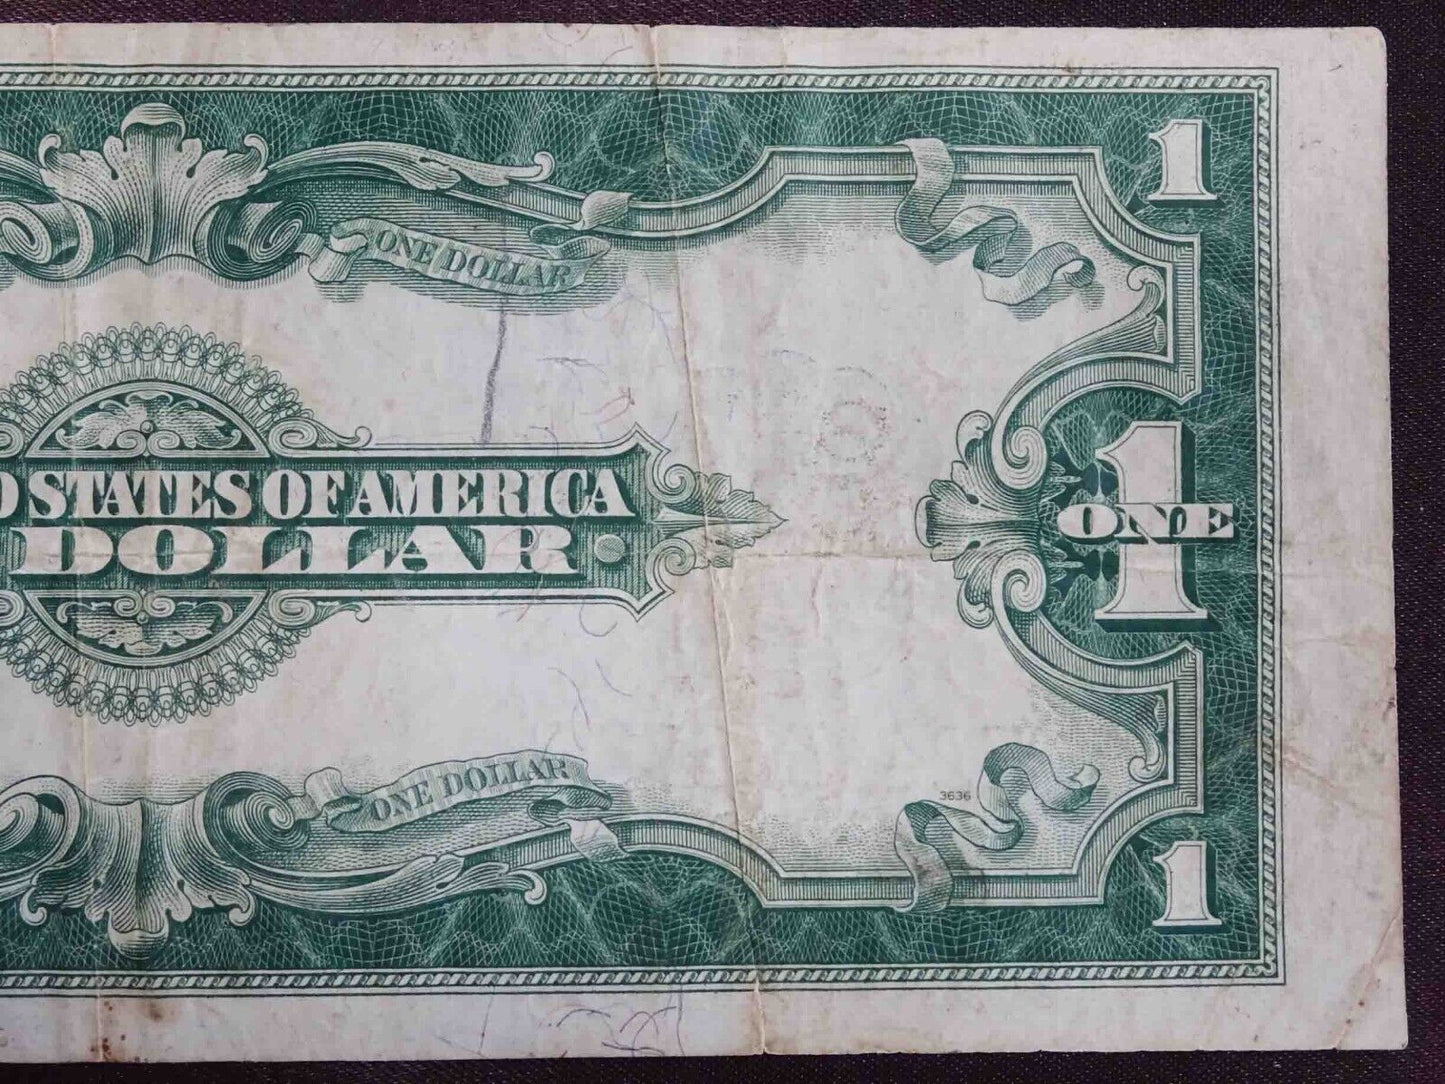 1
ONE DOLLAR
D STATES OF AMERICA
DOLLAR
1
ONE
ONE DOLLAR
3636
1